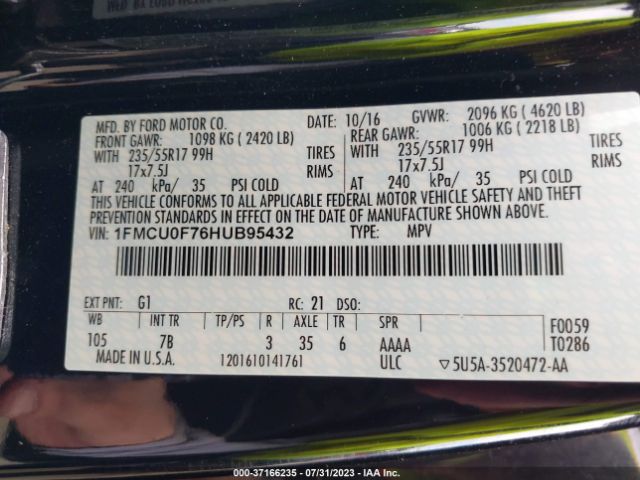 MFD. BY FORD MOTOR CO.
DATE: 10/16 GVWR: 2096 KG ( 4620 LB)
FRONT GAWR: 1098 KG ( 2420 LB)
REAR GAWR: 1006 KG ( 2218 LB)
WITH 235/55R17 99H TIRES
WITH 235/55R17 99H TIRES
17x7.5J RIMS
17x7.5J RIMS
AT 240 kPa/ 35 PSI COLD
AT 240 kPa/ 35 PSI COLD
THIS VEHICLE CONFORMS TO ALL APPLICABLE FEDERAL MOTOR VEHICLE SAFETY AND THEFT
PREVENTION STANDARDS IN EFFECT ON THE DATE OF MANUFACTURE SHOWN ABOVE.
VIN: 1FMCU0F76HUB95432 TYPE: MPV
EXT PNT: G1 RC: 21 DSO:
WB INT TR TP/PS R AXLE TR SPR F0059
105 7B 3 35 6 AAAA T0286
MADE IN U.S.A. 1201610141761 ULC ▽5U5A-3520472-AA
000-37166235 - 07/31/2023 - IAA Inc.